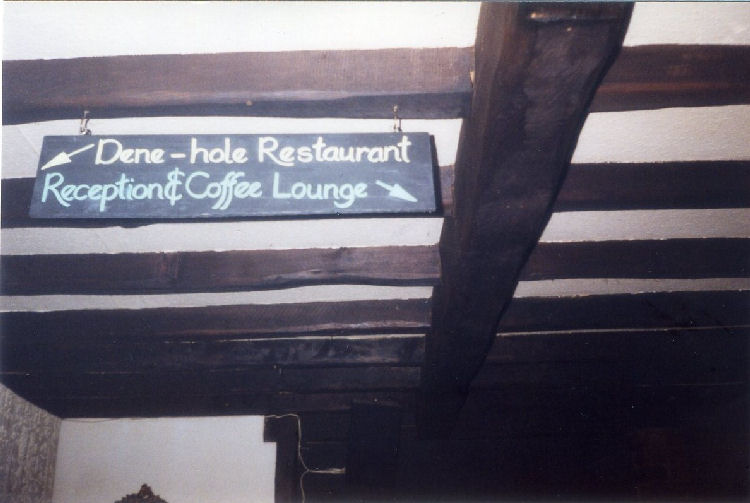 Dene-hole Restaurant
Reception & Coffee Lounge